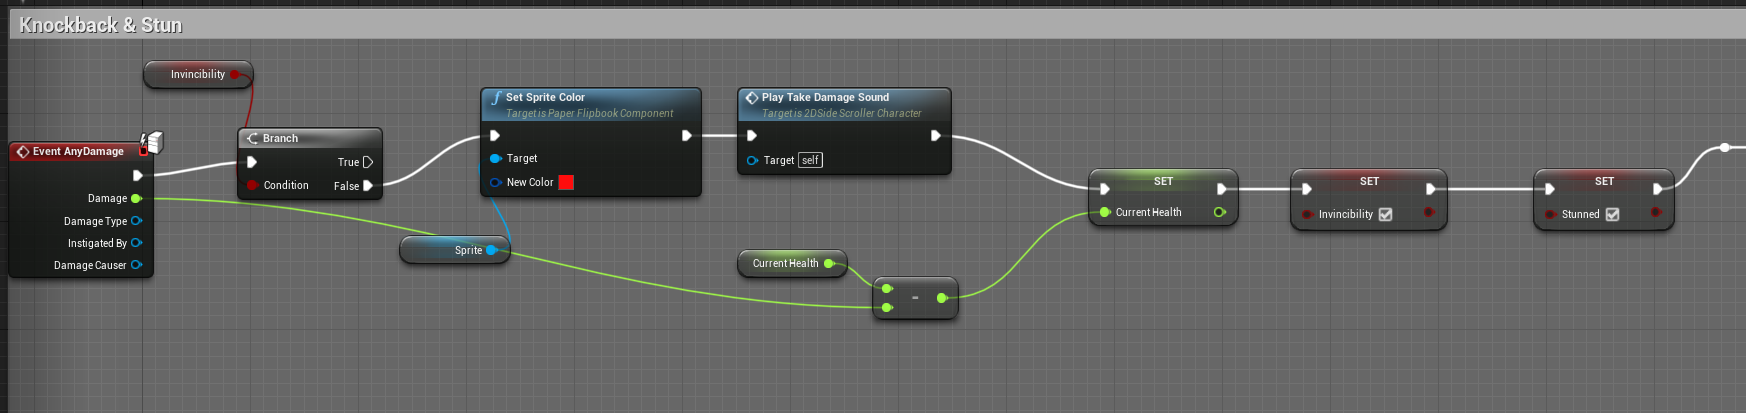 Knockback & Stun
Invincibility
Event AnyDamage
Damage
Damage Type
Instigated By
Damage Causer
Branch
True
Condition
False
Set Sprite Color
Target is Paper Flipbook Component
Target
New Color
Sprite
Play Take Damage Sound
Target is 2DSide Scroller Character
Target self
Current Health
-
SET
Current Health
SET
Invincibility
SET
Stunned